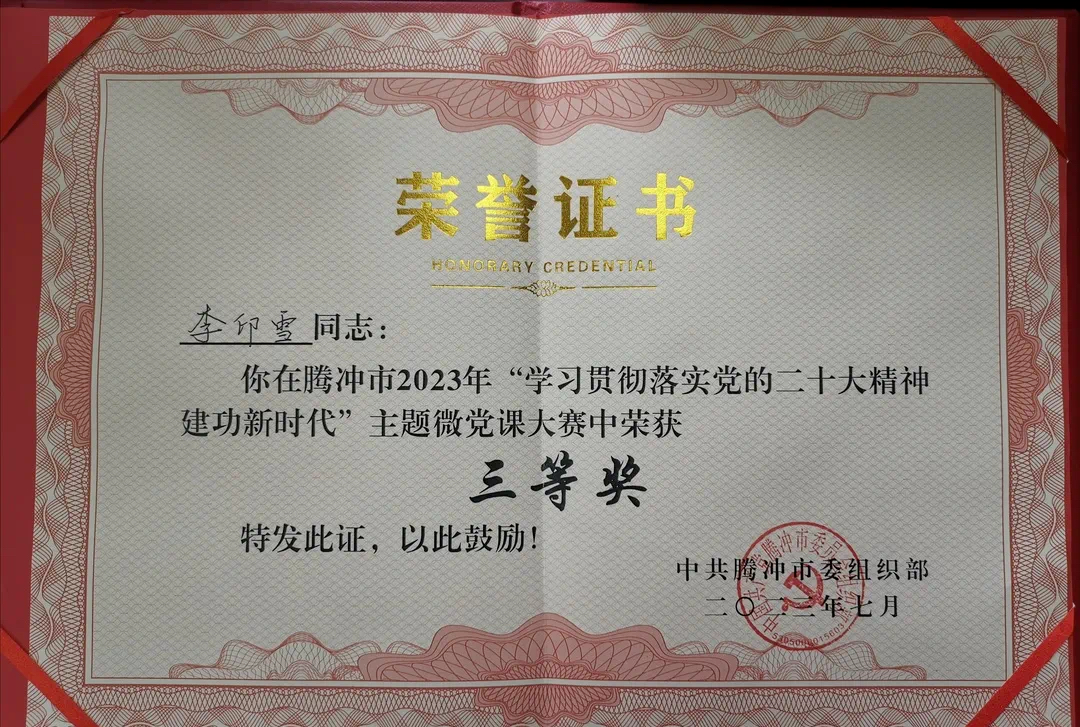 荣誉证书
HONORARY CREDENTIAL
李印雪同志：
你在腾冲市2023年“学习贯彻落实党的二十大精神
建功新时代”主题微党课大赛中荣获
三等奖
特发此证，以此鼓励！
中共腾冲市委组织部
二〇二三年七月